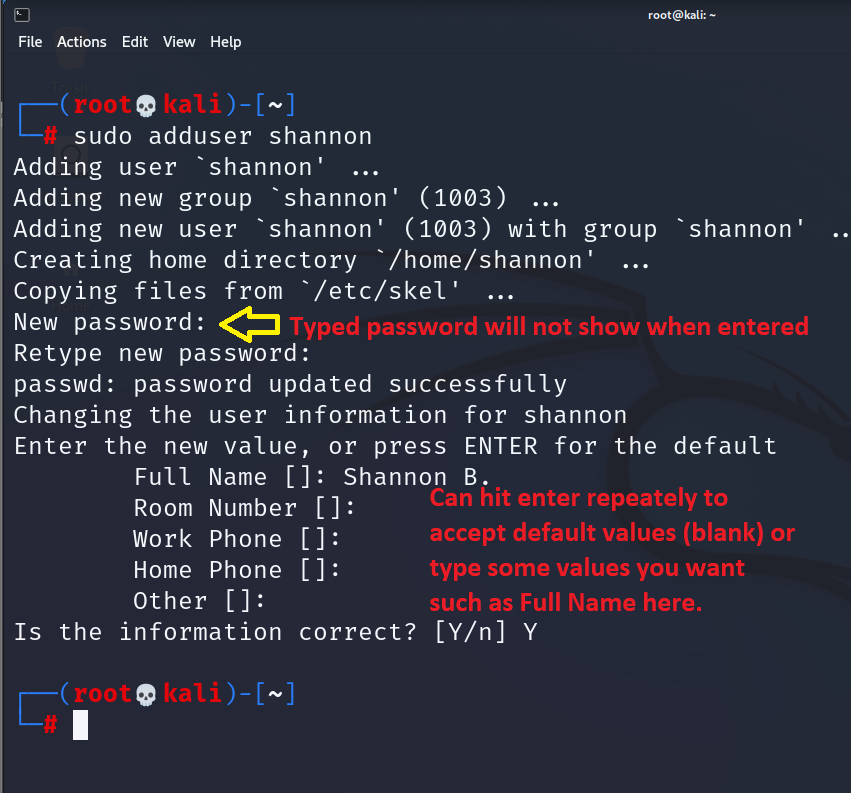 root@kali: ~
File Actions Edit View Help
┌──(root💀kali)-[~]
└─# sudo adduser shannon
Adding user `shannon' ...
Adding new group `shannon' (1003) ...
Adding new user `shannon' (1003) with group `shannon' ..
Creating home directory `/home/shannon' ...
Copying files from `/etc/skel' ...
New password:
Typed password will not show when entered
Retype new password:
passwd: password updated successfully
Changing the user information for shannon
Enter the new value, or press ENTER for the default
Full Name []: Shannon B.
Room Number []:
Work Phone []:
Home Phone []:
Other []:
Can hit enter repeately to
accept default values (blank) or
type some values you want
such as Full Name here.
Is the information correct? [Y/n] Y
┌──(root💀kali)-[~]
└─#